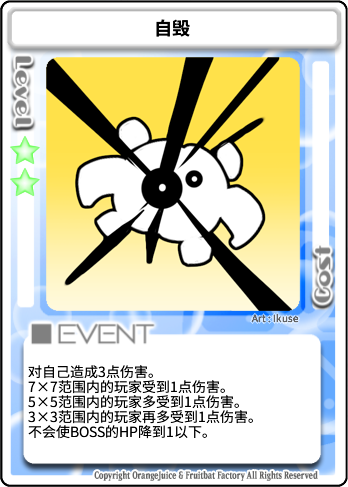 自毁
Level
Cost
Art : Ikuse
EVENT
对自己造成3点伤害。
7×7范围内的玩家受到1点伤害。
5×5范围内的玩家多受到1点伤害。
3×3范围内的玩家再多受到1点伤害。
不会使BOSS的HP降到1以下。
Copyright OrangeJuice & Fruitbat Factory All Rights Reserved